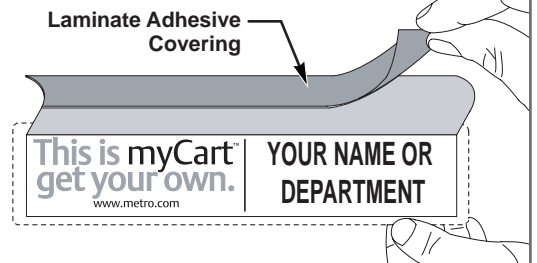 Laminate Adhesive
Covering
This is myCart™
get your own.
www.metro.com
YOUR NAME OR
DEPARTMENT